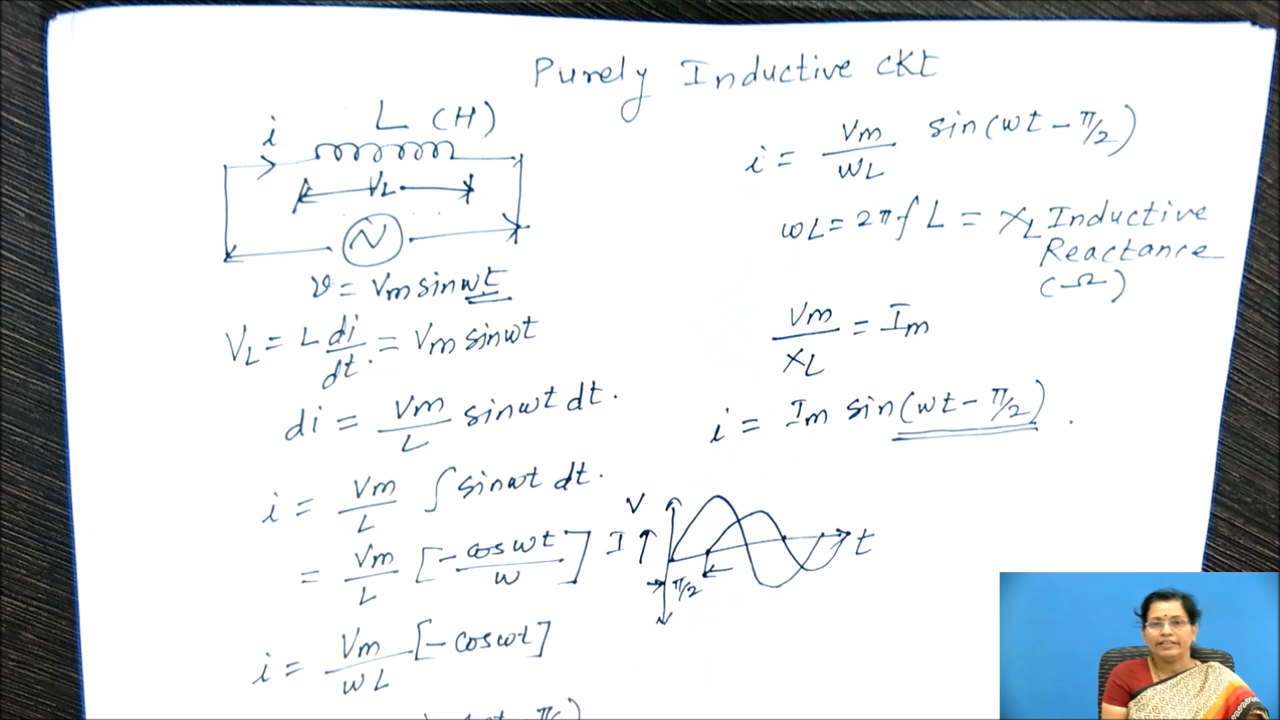 Purely Inductive CKt
L (H)
i
VL
v = Vm sinωt
VL = L di/dt. = Vm sinωt
di = Vm/L sinωt dt.
i = Vm/L ∫ sinωt dt.
= Vm/L [-cosωt/ω]
i = Vm/ωL [-cosωt]
i = Vm/ωL sin(ωt - π/2)
ωL = 2πfL = XL Inductive
Reactance
(Ω)
Vm/XL = Im
i = Im sin(ωt - π/2).
V
I
t
π/2